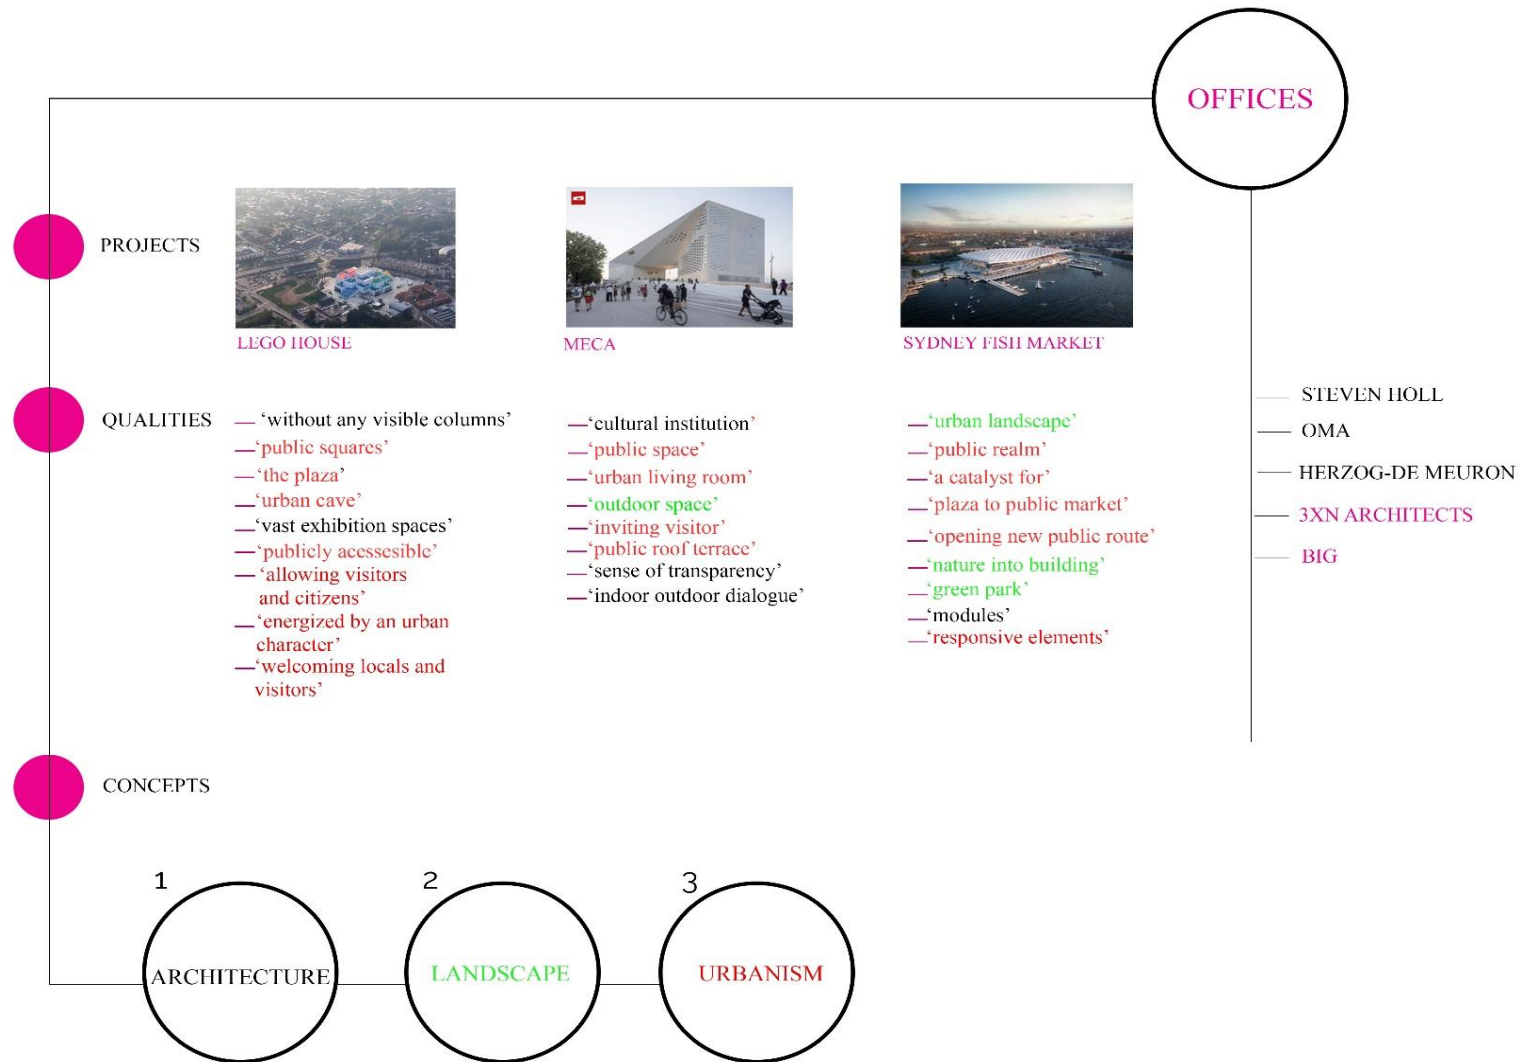 OFFICES
PROJECTS
LEGO HOUSE
MECA
SYDNEY FISH MARKET
QUALITIES
‘without any visible columns’
‘public squares’
‘the plaza’
‘urban cave’
‘vast exhibition spaces’
‘publicly acessesible’
‘allowing visitors
and citizens’
‘energized by an urban
character’
‘welcoming locals and
visitors’
‘cultural institution’
‘public space’
‘urban living room’
‘outdoor space’
‘inviting visitor’
‘public roof terrace’
‘sense of transparency’
‘indoor outdoor dialogue’
‘urban landscape’
‘public realm’
‘a catalyst for’
‘plaza to public market’
‘opening new public route’
‘nature into building’
‘green park’
‘modules’
‘responsive elements’
STEVEN HOLL
OMA
HERZOG-DE MEURON
3XN ARCHITECTS
BIG
CONCEPTS
1
ARCHITECTURE
2
LANDSCAPE
3
URBANISM